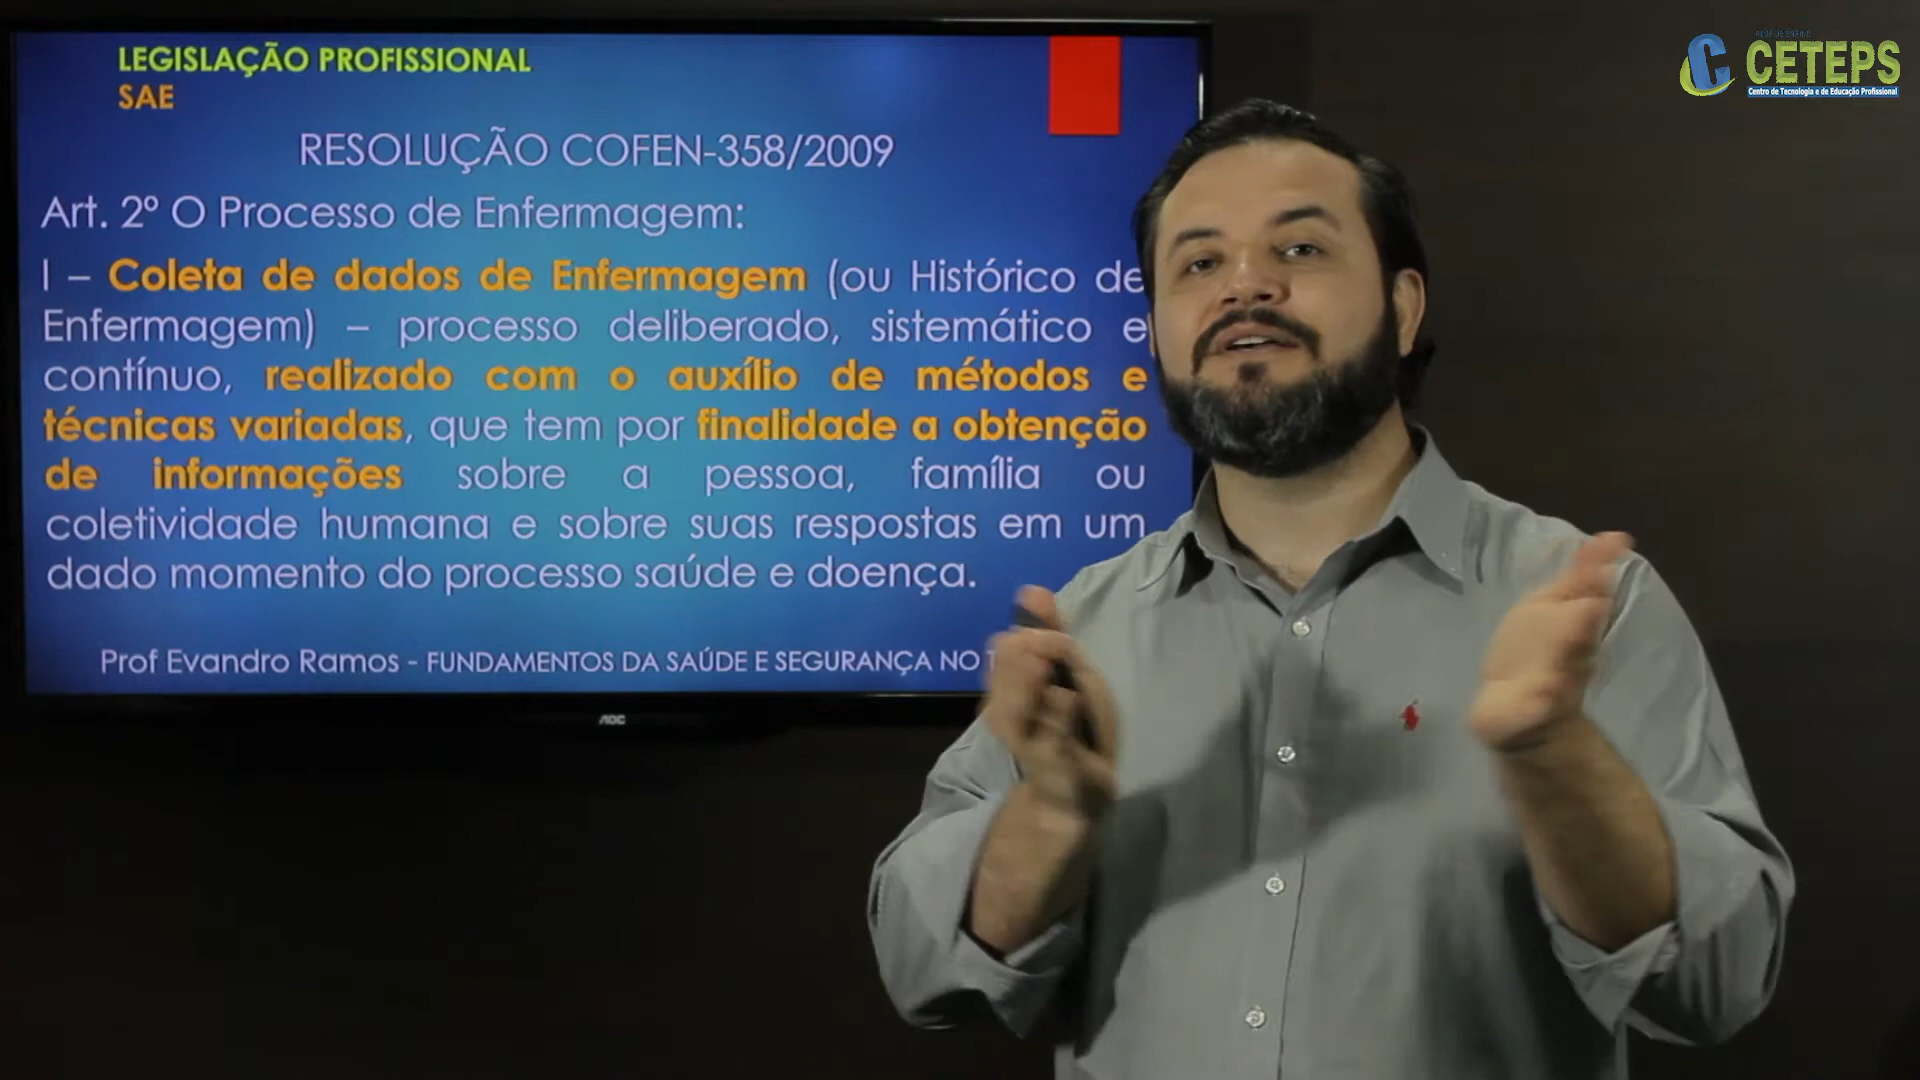 LEGISLAÇÃO PROFISSIONAL
SAE
RESOLUÇÃO COFEN-358/2009
Art. 2º O Processo de Enfermagem:
I – Coleta de dados de Enfermagem (ou Histórico de
Enfermagem) – processo deliberado, sistemático e
contínuo, realizado com o auxílio de métodos e
técnicas variadas, que tem por finalidade a obtenção
de informações sobre a pessoa, família ou
coletividade humana e sobre suas respostas em um
dado momento do processo saúde e doença.
Prof Evandro Ramos - FUNDAMENTOS DA SAÚDE E SEGURANÇA NO
AOC
REDE DE ENSINO
CETEPS
Centro de Tecnologia e de Educação Profissional